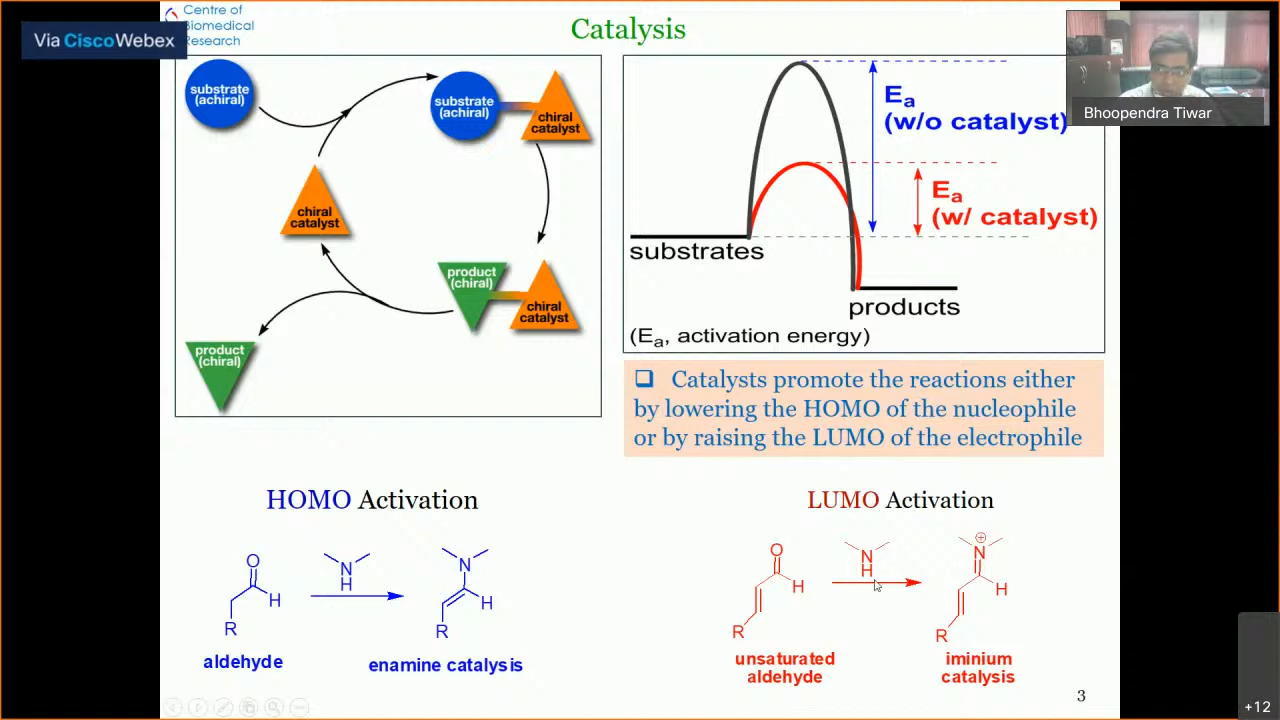 Centre of
Biomedical
Research
Via Cisco Webex
Catalysis
Bhoopendra Tiwar
substrate
(achiral)
substrate
(achiral)
chiral
catalyst
chiral
catalyst
product
(chiral)
chiral
catalyst
product
(chiral)
Ea
(w/o catalyst)
Ea
(w/ catalyst)
substrates
products
(Ea, activation energy)
❑ Catalysts promote the reactions either
by lowering the HOMO of the nucleophile
or by raising the LUMO of the electrophile
HOMO Activation
O
H
R
N
H
N
H
R
aldehyde
enamine catalysis
LUMO Activation
O
H
R
N
H
+
N
H
R
unsaturated
aldehyde
iminium
catalysis
3
+12